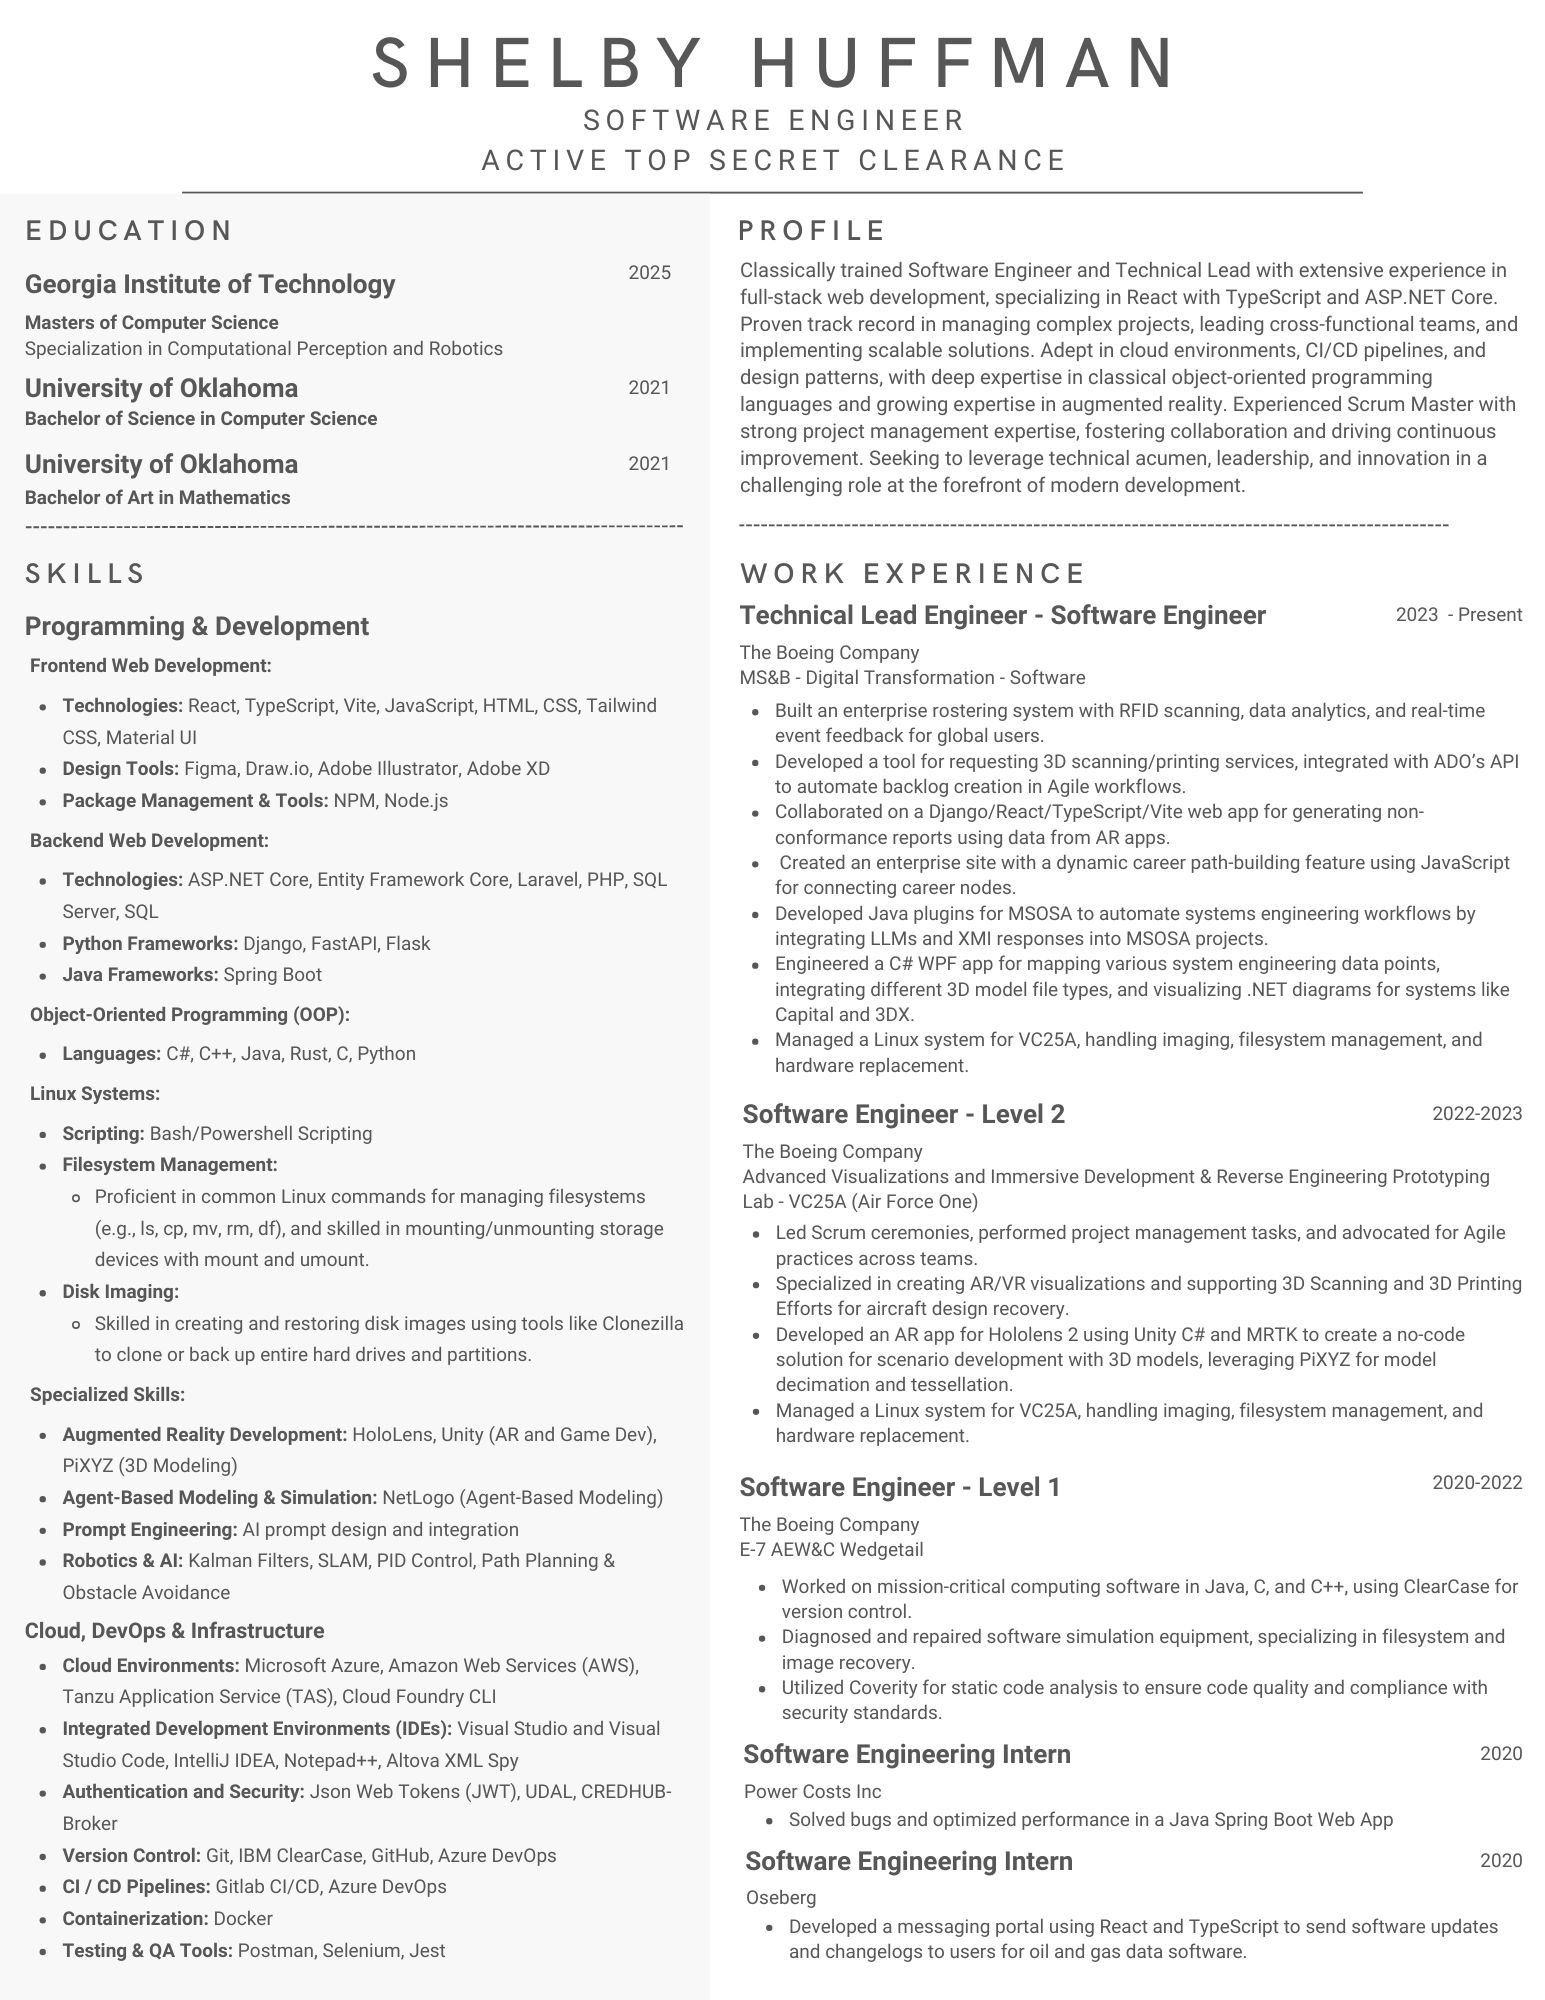 SHELBY HUFFMAN
SOFTWARE ENGINEER
ACTIVE TOP SECRET CLEARANCE
EDUCATION
Georgia Institute of Technology 2025
Masters of Computer Science
Specialization in Computational Perception and Robotics
University of Oklahoma 2021
Bachelor of Science in Computer Science
University of Oklahoma 2021
Bachelor of Art in Mathematics
SKILLS
Programming & Development
Frontend Web Development:
• Technologies: React, TypeScript, Vite, JavaScript, HTML, CSS, Tailwind
CSS, Material UI
• Design Tools: Figma, Draw.io, Adobe Illustrator, Adobe XD
• Package Management & Tools: NPM, Node.js
Backend Web Development:
• Technologies: ASP.NET Core, Entity Framework Core, Laravel, PHP, SQL
Server, SQL
• Python Frameworks: Django, FastAPI, Flask
• Java Frameworks: Spring Boot
Object-Oriented Programming (OOP):
• Languages: C#, C++, Java, Rust, C, Python
Linux Systems:
• Scripting: Bash/Powershell Scripting
• Filesystem Management:
◦ Proficient in common Linux commands for managing filesystems
(e.g., ls, cp, mv, rm, df), and skilled in mounting/unmounting storage
devices with mount and umount.
• Disk Imaging:
◦ Skilled in creating and restoring disk images using tools like Clonezilla
to clone or back up entire hard drives and partitions.
Specialized Skills:
• Augmented Reality Development: HoloLens, Unity (AR and Game Dev),
PiXYZ (3D Modeling)
• Agent-Based Modeling & Simulation: NetLogo (Agent-Based Modeling)
• Prompt Engineering: AI prompt design and integration
• Robotics & AI: Kalman Filters, SLAM, PID Control, Path Planning &
Obstacle Avoidance
Cloud, DevOps & Infrastructure
• Cloud Environments: Microsoft Azure, Amazon Web Services (AWS),
Tanzu Application Service (TAS), Cloud Foundry CLI
• Integrated Development Environments (IDEs): Visual Studio and Visual
Studio Code, IntelliJ IDEA, Notepad++, Altova XML Spy
• Authentication and Security: Json Web Tokens (JWT), UDAL, CREDHUB-
Broker
• Version Control: Git, IBM ClearCase, GitHub, Azure DevOps
• CI / CD Pipelines: Gitlab CI/CD, Azure DevOps
• Containerization: Docker
• Testing & QA Tools: Postman, Selenium, Jest
PROFILE
Classically trained Software Engineer and Technical Lead with extensive experience in
full-stack web development, specializing in React with TypeScript and ASP.NET Core.
Proven track record in managing complex projects, leading cross-functional teams, and
implementing scalable solutions. Adept in cloud environments, CI/CD pipelines, and
design patterns, with deep expertise in classical object-oriented programming
languages and growing expertise in augmented reality. Experienced Scrum Master with
strong project management expertise, fostering collaboration and driving continuous
improvement. Seeking to leverage technical acumen, leadership, and innovation in a
challenging role at the forefront of modern development.
WORK EXPERIENCE
Technical Lead Engineer - Software Engineer 2023 - Present
The Boeing Company
MS&B - Digital Transformation - Software
• Built an enterprise rostering system with RFID scanning, data analytics, and real-time
event feedback for global users.
• Developed a tool for requesting 3D scanning/printing services, integrated with ADO’s API
to automate backlog creation in Agile workflows.
• Collaborated on a Django/React/TypeScript/Vite web app for generating non-
conformance reports using data from AR apps.
• Created an enterprise site with a dynamic career path-building feature using JavaScript
for connecting career nodes.
• Developed Java plugins for MSOSA to automate systems engineering workflows by
integrating LLMs and XMI responses into MSOSA projects.
• Engineered a C# WPF app for mapping various system engineering data points,
integrating different 3D model file types, and visualizing .NET diagrams for systems like
Capital and 3DX.
• Managed a Linux system for VC25A, handling imaging, filesystem management, and
hardware replacement.
Software Engineer - Level 2 2022-2023
The Boeing Company
Advanced Visualizations and Immersive Development & Reverse Engineering Prototyping
Lab - VC25A (Air Force One)
• Led Scrum ceremonies, performed project management tasks, and advocated for Agile
practices across teams.
• Specialized in creating AR/VR visualizations and supporting 3D Scanning and 3D Printing
Efforts for aircraft design recovery.
• Developed an AR app for Hololens 2 using Unity C# and MRTK to create a no-code
solution for scenario development with 3D models, leveraging PiXYZ for model
decimation and tessellation.
• Managed a Linux system for VC25A, handling imaging, filesystem management, and
hardware replacement.
Software Engineer - Level 1 2020-2022
The Boeing Company
E-7 AEW&C Wedgetail
• Worked on mission-critical computing software in Java, C, and C++, using ClearCase for
version control.
• Diagnosed and repaired software simulation equipment, specializing in filesystem and
image recovery.
• Utilized Coverity for static code analysis to ensure code quality and compliance with
security standards.
Software Engineering Intern 2020
Power Costs Inc
• Solved bugs and optimized performance in a Java Spring Boot Web App
Software Engineering Intern 2020
Oseberg
• Developed a messaging portal using React and TypeScript to send software updates
and changelogs to users for oil and gas data software.